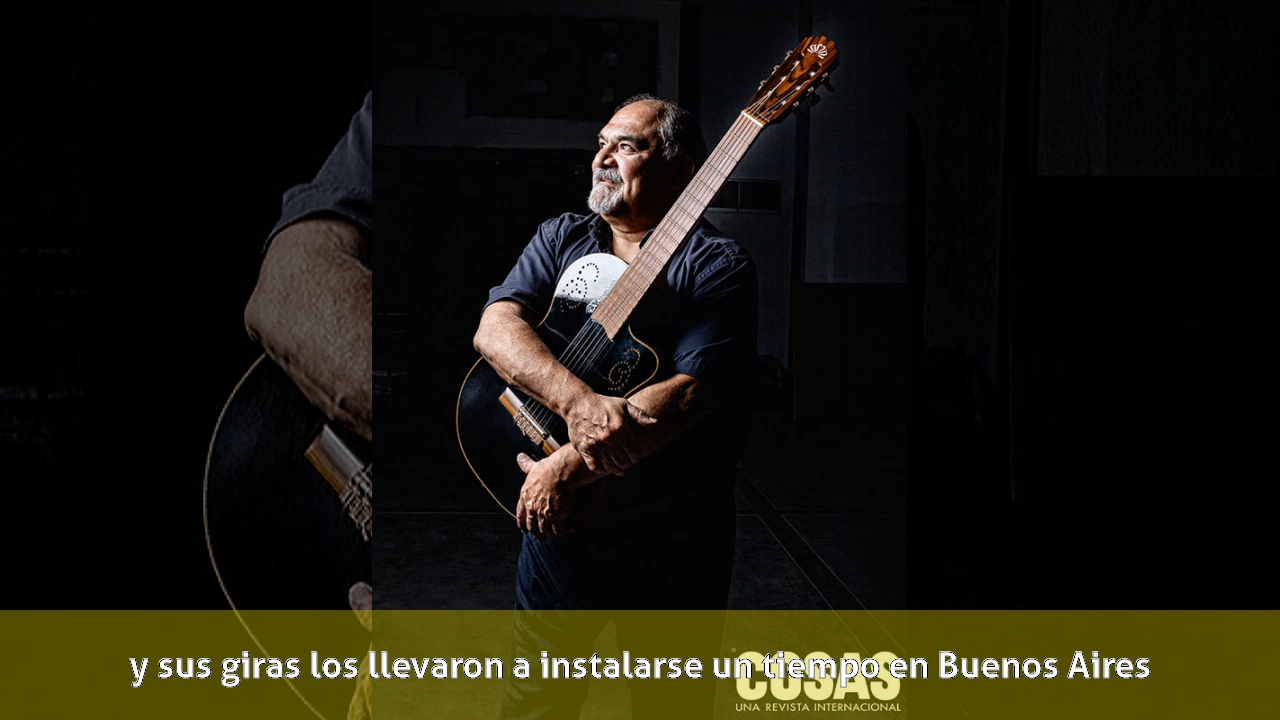 y sus giras los llevaron a instalarse un tiempo en Buenos Aires
COSAS
UNA REVISTA INTERNACIONAL